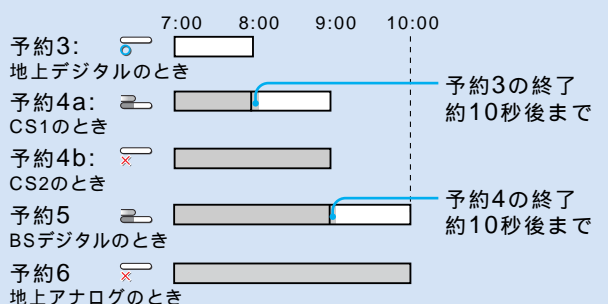 7:00 8:00 9:00 10:00
予約3:
地上デジタルのとき
予約3の終了
約10秒後まで
予約4a:
CS1のとき
予約4b:
CS2のとき
予約4の終了
約10秒後まで
予約5
BSデジタルのとき
予約6
地上アナログのとき